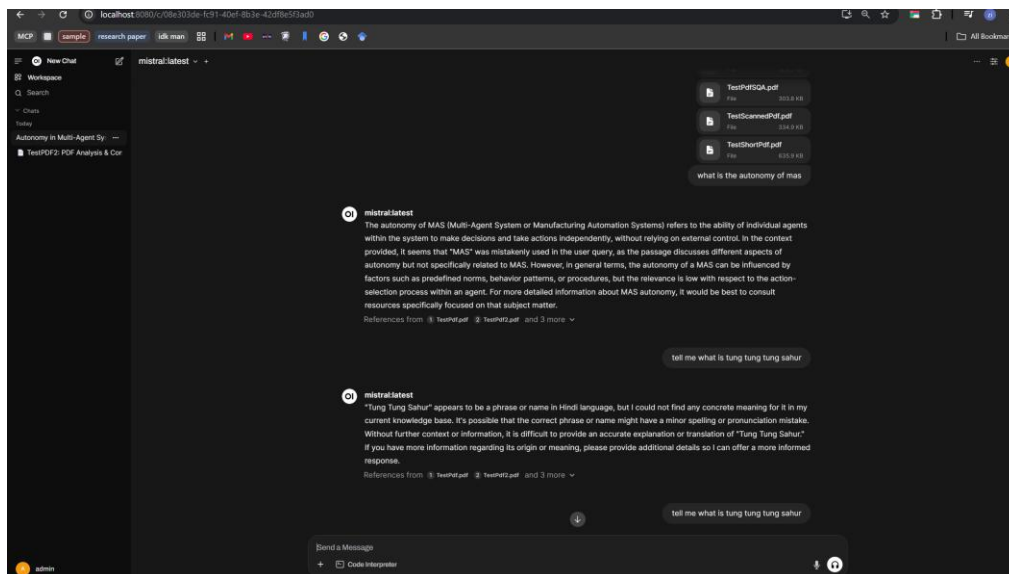 localhost:8080/c/08e303de-fc91-40ef-8b3e-42df8e5f3ad0
MCP sample research paper idk man All Bookmar
New Chat
mistral:latest
Workspace
Search
Chats
Today
Autonomy in Multi-Agent Sy
TestPDF2: PDF Analysis & Cor
TestPdfSQA.pdf
File 303.9 KB
TestScannedPdf.pdf
File 334.9 KB
TestShortPdf.pdf
File 635.9 KB
what is the autonomy of mas
mistral:latest
The autonomy of MAS (Multi-Agent System or Manufacturing Automation Systems) refers to the ability of individual agents
within the system to make decisions and take actions independently, without relying on external control. In the context
provided, it seems that "MAS" was mistakenly used in the user query, as the passage discusses different aspects of
autonomy but not specifically related to MAS. However, in general terms, the autonomy of a MAS can be influenced by
factors such as predefined norms, behavior patterns, or procedures, but the relevance is low with respect to the action-
selection process within an agent. For more detailed information about MAS autonomy, it would be best to consult
resources specifically focused on that subject matter.
References from 1 TestPdf.pdf 2 TestPdf2.pdf and 3 more
tell me what is tung tung tung sahur
mistral:latest
"Tung Tung Sahur" appears to be a phrase or name in Hindi language, but I could not find any concrete meaning for it in my
current knowledge base. It's possible that the correct phrase or name might have a minor spelling or pronunciation mistake.
Without further context or information, it is difficult to provide an accurate explanation or translation of "Tung Tung Sahur."
If you have more information regarding its origin or meaning, please provide additional details so I can offer a more informed
response.
References from 1 TestPdf.pdf 2 TestPdf2.pdf and 3 more
tell me what is tung tung tung sahur
Send a Message
Code Interpreter
admin